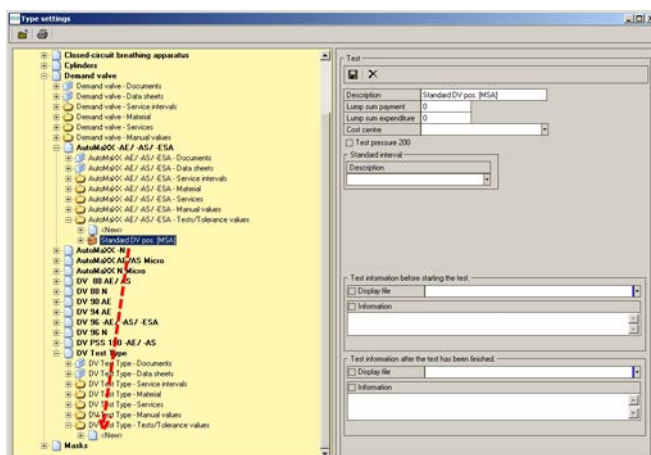 Type settings
Closed-circuit breathing apparatus
Cylinders
Demand valve
Demand valve - Documents
Demand valve - Data sheets
Demand valve - Service intervals
Demand valve - Material
Demand valve - Services
Demand valve - Manual values
AutoMaXX -AE/ -AS/ -ESA
AutoMaXX -AE/ -AS/ -ESA - Documents
AutoMaXX -AE/ -AS/ -ESA - Data sheets
AutoMaXX -AE/ -AS/ -ESA - Service intervals
AutoMaXX -AE/ -AS/ -ESA - Material
AutoMaXX -AE/ -AS/ -ESA - Services
AutoMaXX -AE/ -AS/ -ESA - Manual values
AutoMaXX -AE/ -AS/ -ESA - Tests/Tolerance values
<New>
Standard DV pos. [MSA]
AutoMaXX -N
AutoMaXX AE/AS Micro
AutoMaXX N Micro
DV 88 AE/ AS
DV 88 N
DV 90 AE
DV 94 AE
DV 96 -AE/ -AS/ -ESA
DV 96 N
DV PSS 100 -AE/ -AS
DV Test Type
DV Test Type - Documents
DV Test Type - Data sheets
DV Test Type - Service intervals
DV Test Type - Material
DV Test Type - Services
DV Test Type - Manual values
DV Test Type - Tests/Tolerance values
<New>
Masks
Test
Description Standard DV pos. [MSA]
Lump sum payment 0
Lump sum expenditure 0
Cost centre
Test pressure 200
Standard interval
Description
Test information before starting the test.
Display file
Information
Test information after the test has been finished.
Display file
Information